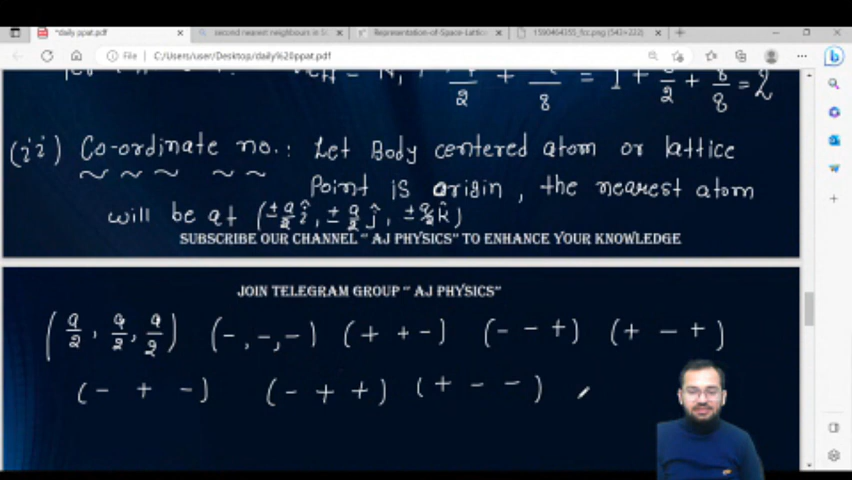 *daily ppat.pdf
second nearest neighbours in S
Representation-of-Space-Lattic
1590464355_fcc.png (542×222)
File C:/Users/user/Desktop/daily%20ppat.pdf
2 + 8 = 1 + 2 + 8/8 = 2
(ii) Co-ordinate no.: Let Body centered atom or lattice
Point is origin, the nearest atom
will be at (±a/2 î, ±a/2 ĵ, ±a/2 k̂)
SUBSCRIBE OUR CHANNEL “ AJ PHYSICS” TO ENHANCE YOUR KNOWLEDGE
JOIN TELEGRAM GROUP “ AJ PHYSICS”
(a/2, a/2, a/2) (-, -, -) (+ + -) (- - +) (+ - +)
(- + -) (- + +) (+ - -)